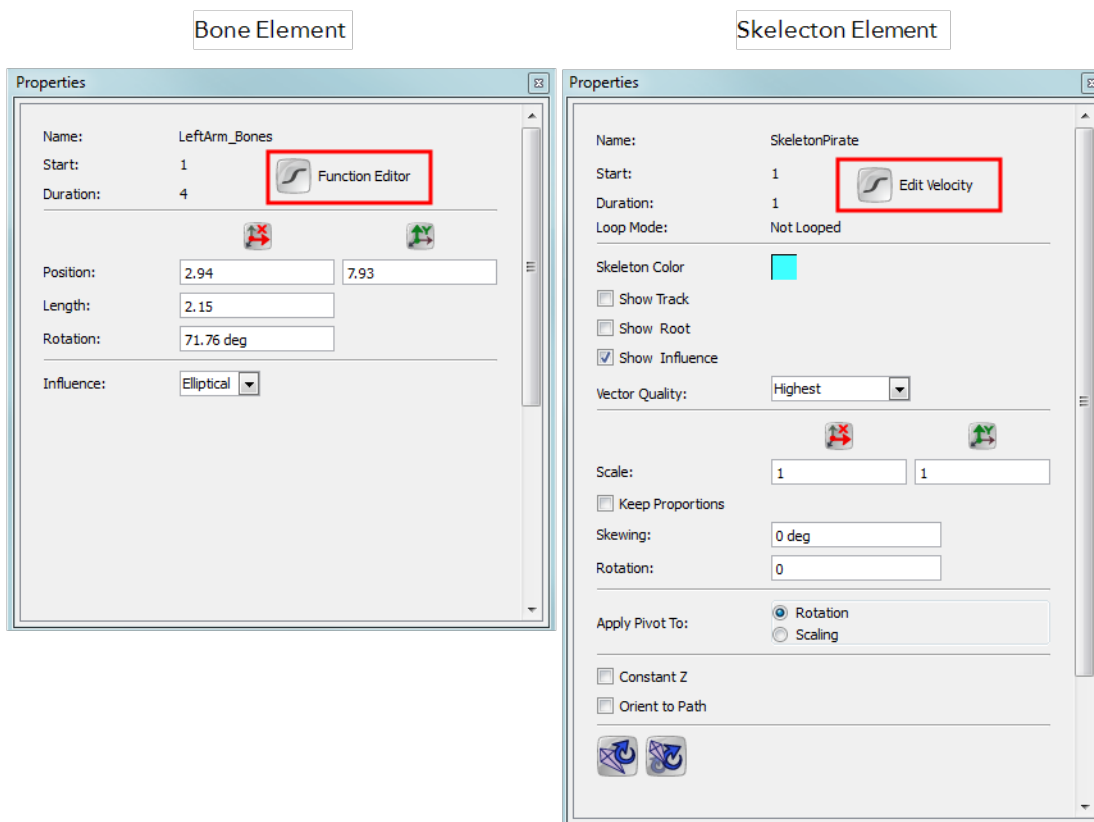 Bone Element
Properties
Name: LeftArm_Bones
Start: 1
Function Editor
Duration: 4
X Y
Position: 2.94 7.93
Length: 2.15
Rotation: 71.76 deg
Influence: Elliptical
Skelecton Element
Properties
Name: SkeletonPirate
Start: 1
Edit Velocity
Duration: 1
Loop Mode: Not Looped
Skeleton Color
Show Track
Show Root
Show Influence
Vector Quality: Highest
X Y
Scale: 1 1
Keep Proportions
Skewing: 0 deg
Rotation: 0
Apply Pivot To: Rotation
Scaling
Constant Z
Orient to Path